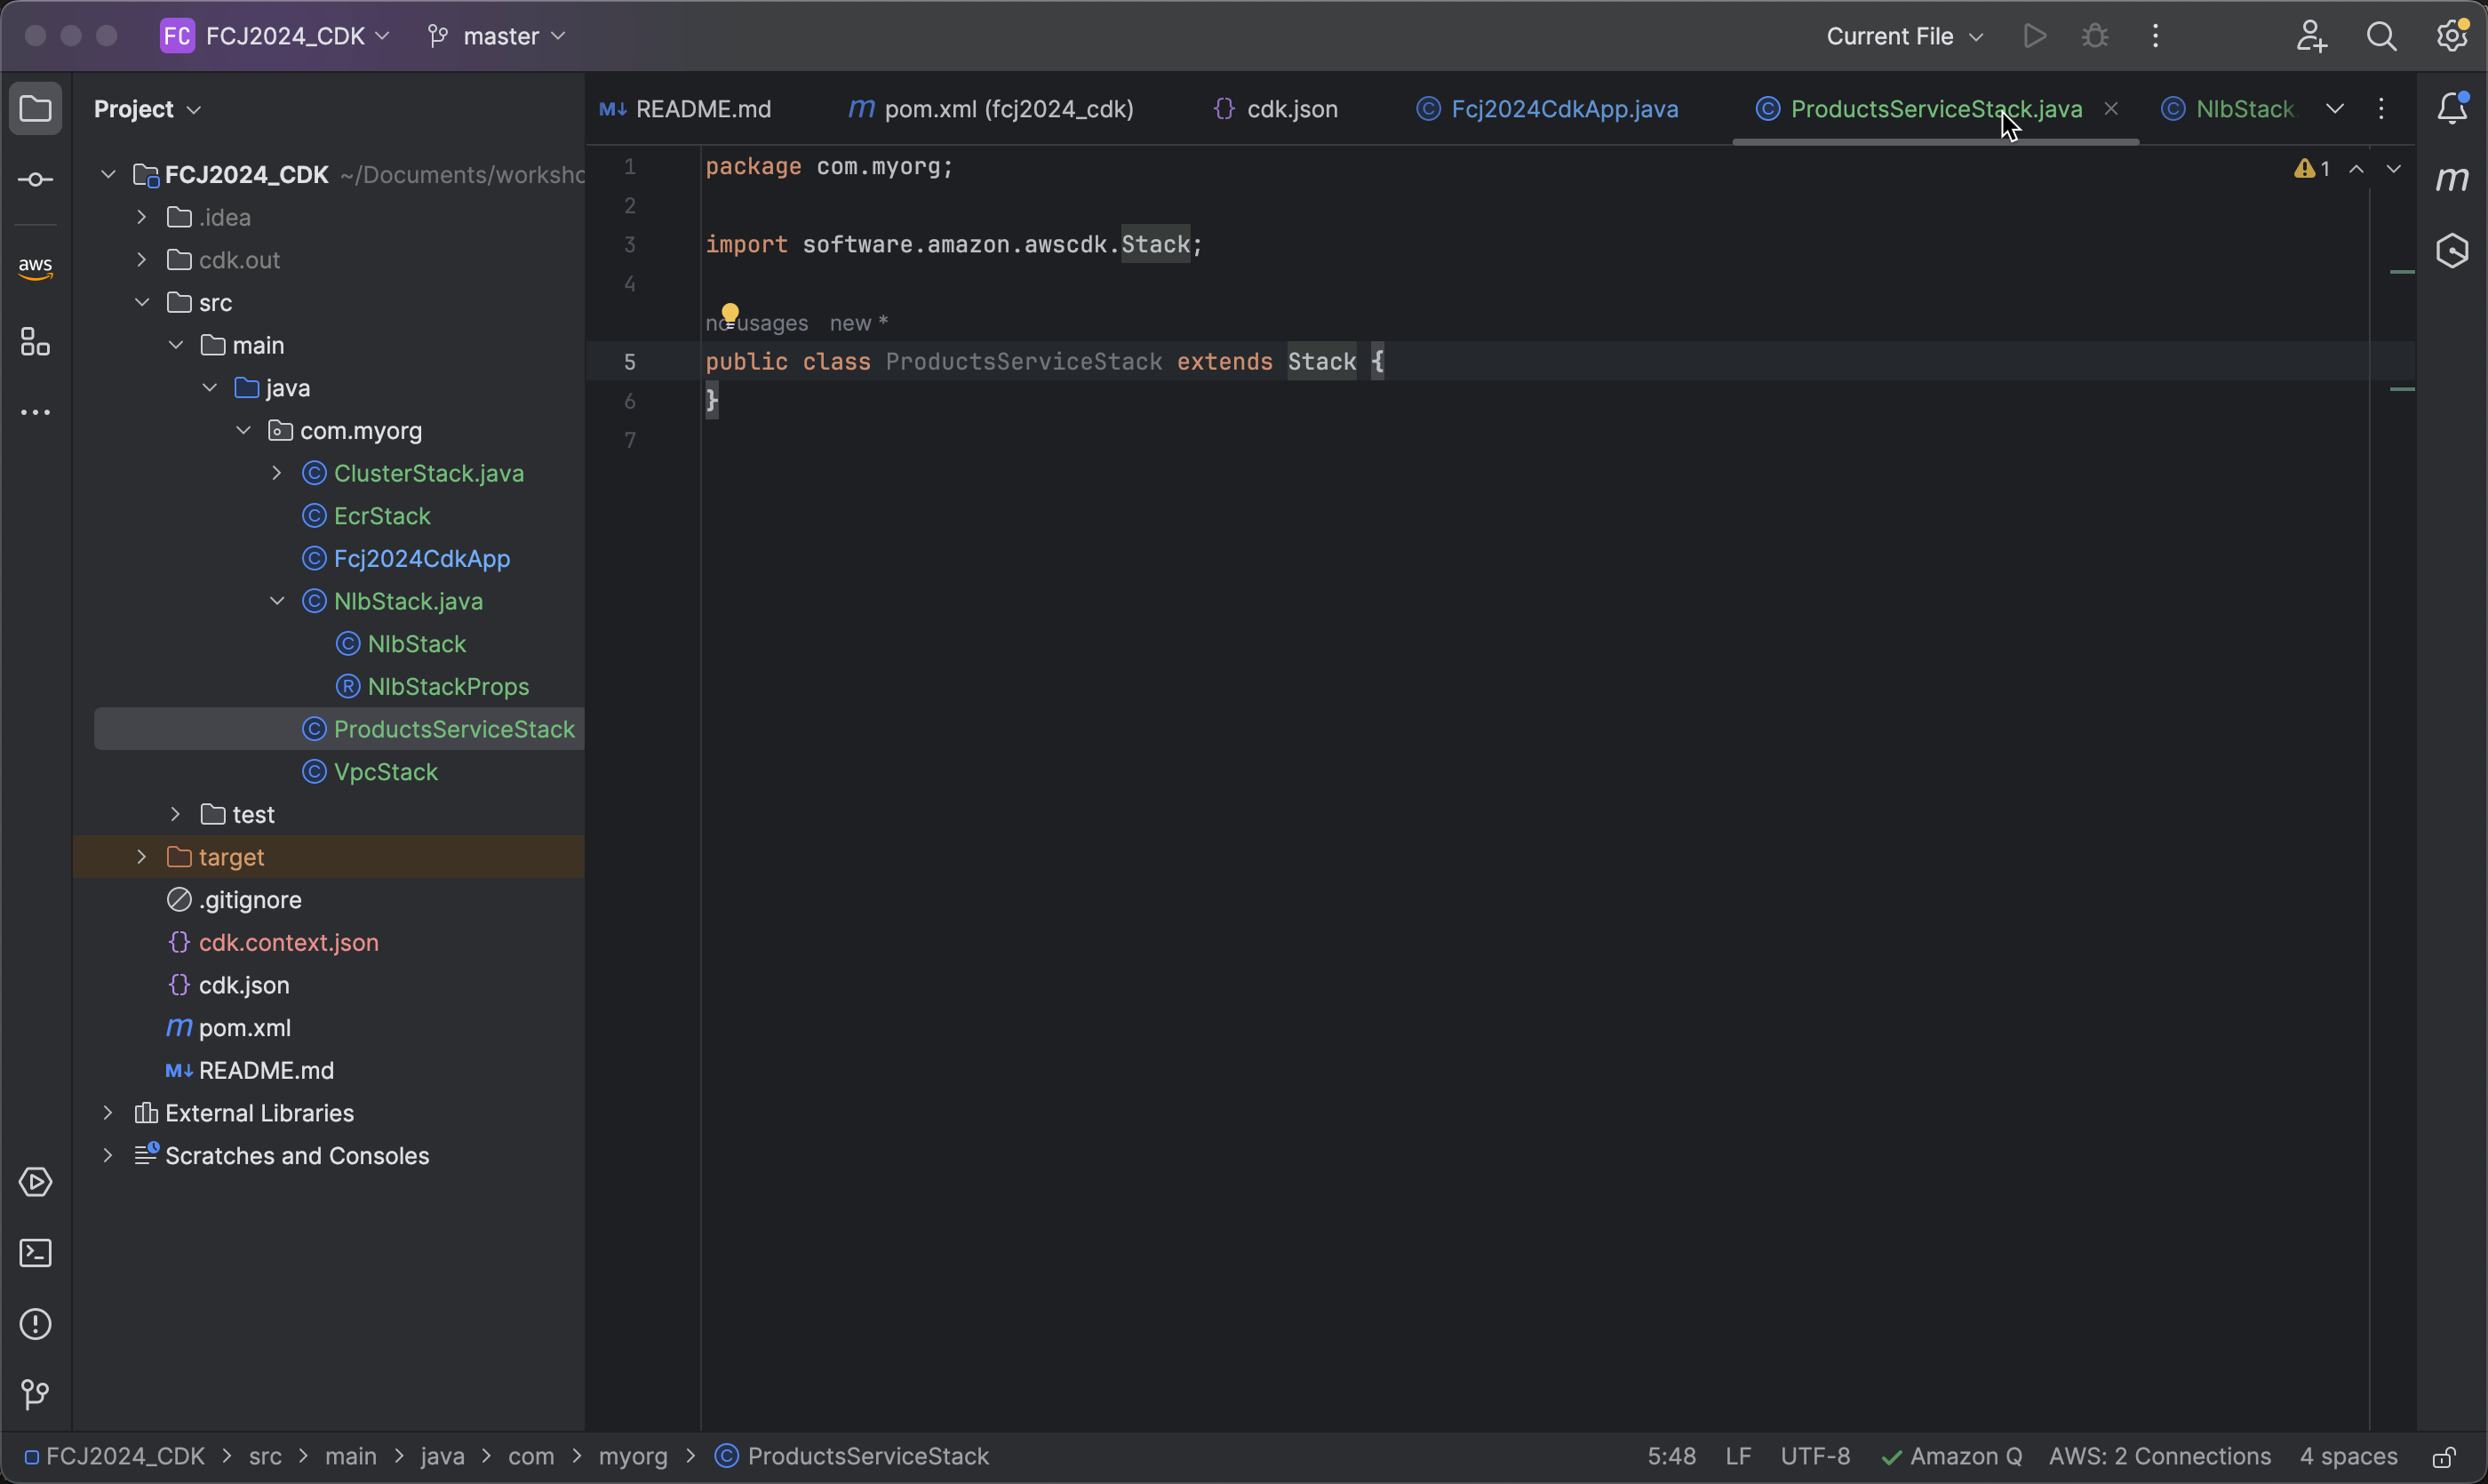 FC FCJ2024_CDK master Current File
Project
README.md pom.xml (fcj2024_cdk) cdk.json Fcj2024CdkApp.java ProductsServiceStack.java NlbStack
FCJ2024_CDK ~/Documents/worksho
.idea
cdk.out
aws
src
main
java
com.myorg
ClusterStack.java
EcrStack
Fcj2024CdkApp
NlbStack.java
NlbStack
NlbStackProps
ProductsServiceStack
VpcStack
test
target
.gitignore
cdk.context.json
cdk.json
pom.xml
README.md
External Libraries
Scratches and Consoles
1 package com.myorg;
2
3 import software.amazon.awscdk.Stack;
4
no usages new *
5 public class ProductsServiceStack extends Stack {
6 }
7
1
FCJ2024_CDK > src > main > java > com > myorg > ProductsServiceStack
5:48 LF UTF-8 Amazon Q AWS: 2 Connections 4 spaces